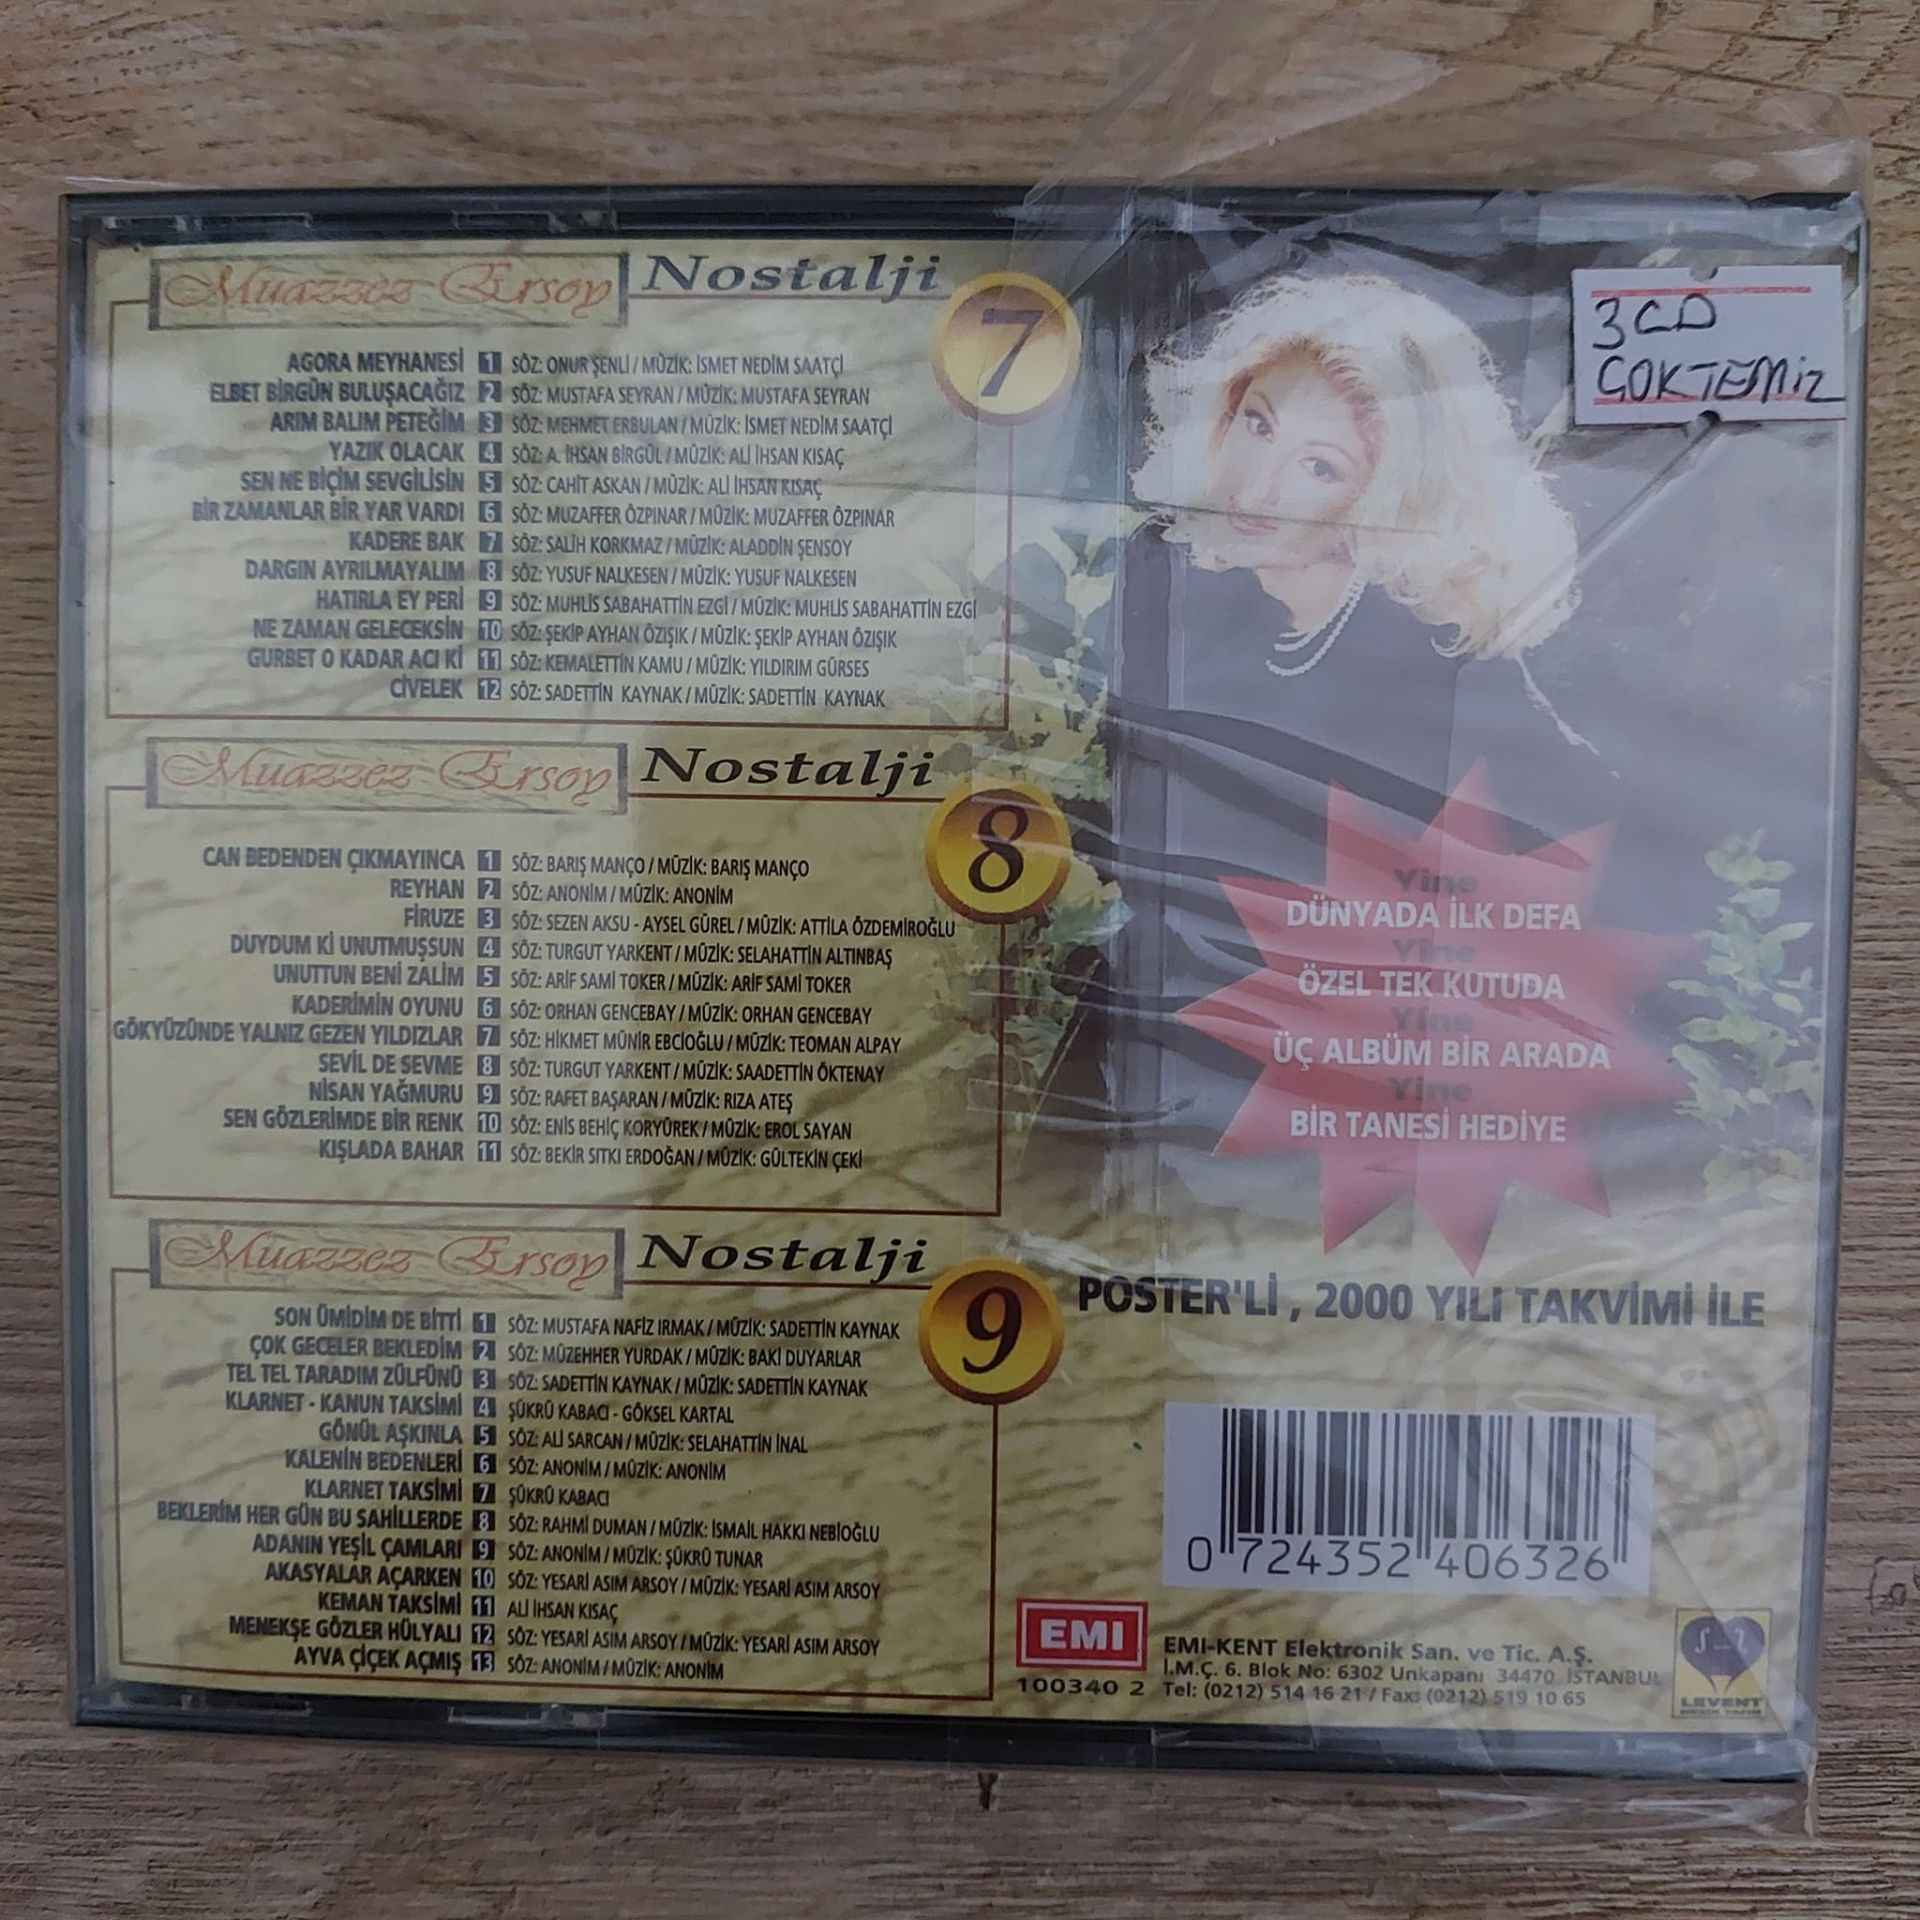 Muazzez Ersoy Nostalji 7
AGORA MEYHANESİ 1 SÖZ: ONUR ŞENLİ / MÜZİK: İSMET NEDİM SAATÇİ
ELBET BİRGÜN BULUŞACAĞIZ 2 SÖZ: MUSTAFA SEYRAN / MÜZİK: MUSTAFA SEYRAN
ARIM BALIM PETEĞİM 3 SÖZ: MEHMET ERBULAN / MÜZİK: İSMET NEDİM SAATÇİ
YAZIK OLACAK 4 SÖZ: A. İHSAN BİRGÜL / MÜZİK: ALİ İHSAN KISAÇ
SEN NE BİÇİM SEVGİLİSİN 5 SÖZ: CAHİT ASKAN / MÜZİK: ALİ İHSAN KISAÇ
BİR ZAMANLAR BİR YAR VARDI 6 SÖZ: MUZAFFER ÖZPINAR / MÜZİK: MUZAFFER ÖZPINAR
KADERE BAK 7 SÖZ: SALİH KORKMAZ / MÜZİK: ALADDİN ŞENSOY
DARGIN AYRILMAYALIM 8 SÖZ: YUSUF NALKESEN / MÜZİK: YUSUF NALKESEN
HATIRLA EY PERİ 9 SÖZ: MUHLİS SABAHATTİN EZGİ / MÜZİK: MUHLİS SABAHATTİN EZGİ
NE ZAMAN GELECEKSİN 10 SÖZ: ŞEKİP AYHAN ÖZIŞIK / MÜZİK: ŞEKİP AYHAN ÖZIŞIK
GURBET O KADAR ACI Kİ 11 SÖZ: KEMALETTİN KAMU / MÜZİK: YILDIRIM GÜRSES
CİVELEK 12 SÖZ: SADETTİN KAYNAK / MÜZİK: SADETTİN KAYNAK
Muazzez Ersoy Nostalji 8
CAN BEDENDEN ÇIKMAYINCA 1 SÖZ: BARIŞ MANÇO / MÜZİK: BARIŞ MANÇO
REYHAN 2 SÖZ: ANONİM / MÜZİK: ANONİM
FİRUZE 3 SÖZ: SEZEN AKSU - AYSEL GÜREL / MÜZİK: ATTİLA ÖZDEMİROĞLU
DUYDUM Kİ UNUTMUŞSUN 4 SÖZ: TURGUT YARKENT / MÜZİK: SELAHATTİN ALTINBAŞ
UNUTTUN BENİ ZALİM 5 SÖZ: ARİF SAMİ TOKER / MÜZİK: ARİF SAMİ TOKER
KADERİMİN OYUNU 6 SÖZ: ORHAN GENCEBAY / MÜZİK: ORHAN GENCEBAY
GÖKYÜZÜNDE YALNIZ GEZEN YILDIZLAR 7 SÖZ: HİKMET MÜNİR EBCİOĞLU / MÜZİK: TEOMAN ALPAY
SEVİL DE SEVME 8 SÖZ: TURGUT YARKENT / MÜZİK: SAADETTİN ÖKTENAY
NİSAN YAĞMURU 9 SÖZ: RAFET BAŞARAN / MÜZİK: RIZA ATEŞ
SEN GÖZLERİMDE BİR RENK 10 SÖZ: ENİS BEHİÇ KORYÜREK / MÜZİK: EROL SAYAN
KIŞLADA BAHAR 11 SÖZ: BEKİR SITKI ERDOĞAN / MÜZİK: GÜLTEKİN ÇEKİ
Muazzez Ersoy Nostalji 9
SON ÜMİDİM DE BİTTİ 1 SÖZ: MUSTAFA NAFİZ IRMAK / MÜZİK: SADETTİN KAYNAK
ÇOK GECELER BEKLEDİM 2 SÖZ: MÜZEHHER YURDAK / MÜZİK: BAKİ DUYARLAR
TEL TEL TARADIM ZÜLFÜNÜ 3 SÖZ: SADETTİN KAYNAK / MÜZİK: SADETTİN KAYNAK
KLARNET - KANUN TAKSİMİ 4 ŞÜKRÜ KABACI - GÖKSEL KARTAL
GÖNÜL AŞKINLA 5 SÖZ: ALİ SARCAN / MÜZİK: SELAHATTİN İNAL
KALENİN BEDENLERİ 6 SÖZ: ANONİM / MÜZİK: ANONİM
KLARNET TAKSİMİ 7 ŞÜKRÜ KABACI
BEKLERİM HER GÜN BU SAHİLLERDE 8 SÖZ: RAHMİ DUMAN / MÜZİK: İSMAİL HAKKI NEBİOĞLU
ADANIN YEŞİL ÇAMLARI 9 SÖZ: ANONİM / MÜZİK: ŞÜKRÜ TUNAR
AKASYALAR AÇARKEN 10 SÖZ: YESARİ ASIM ARSOY / MÜZİK: YESARİ ASIM ARSOY
KEMAN TAKSİMİ 11 ALİ İHSAN KISAÇ
MENEKŞE GÖZLER HÜLYALI 12 SÖZ: YESARİ ASIM ARSOY / MÜZİK: YESARİ ASIM ARSOY
AYVA ÇİÇEK AÇMIŞ 13 SÖZ: ANONİM / MÜZİK: ANONİM
3 CD
GÖKTEMİZ
Yine
DÜNYADA İLK DEFA
Yine
ÖZEL TEK KUTUDA
Yine
ÜÇ ALBÜM BİR ARADA
Yine
BİR TANESİ HEDİYE
POSTER'Lİ , 2000 YILI TAKVİMİ İLE
0 724352 406326
EMI
100340 2
EMI-KENT Elektronik San. ve Tic. A.Ş.
İ.M.Ç. 6. Blok No: 6302 Unkapanı 34470 İSTANBUL
Tel: (0212) 514 16 21 / Fax: (0212) 519 10 65
LEVENT